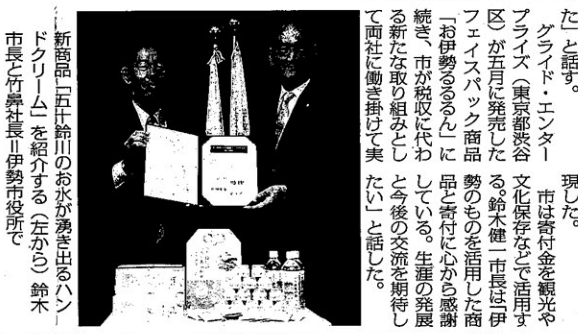 た」と話す。
グライド・エンター
プライズ（東京都渋谷
区）が五月に発売した
フェイスパック商品
「お伊勢るるるん」に
続き、市が税収に代わ
る新たな取り組みとし
て両社に働き掛けて実
現した。
市は寄付金を観光や
文化保存などで活用す
る。鈴木健一市長は「伊
勢のものを活用した商
品と寄付に心から感謝
している。生涯の発展
と今後の交流を期待し
たい」と話した。
新商品「五十鈴川のお水が湧き出るハン
ドクリーム」を紹介する（左から）鈴木
市長と竹鼻社長＝伊勢市役所で